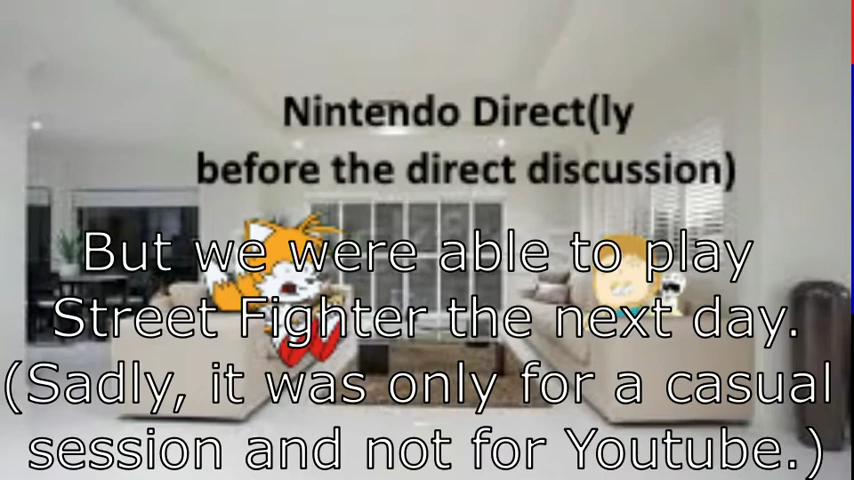 Nintendo Direct(ly
before the direct discussion)
But we were able to play
Street Fighter the next day.
(Sadly, it was only for a casual
session and not for Youtube.)